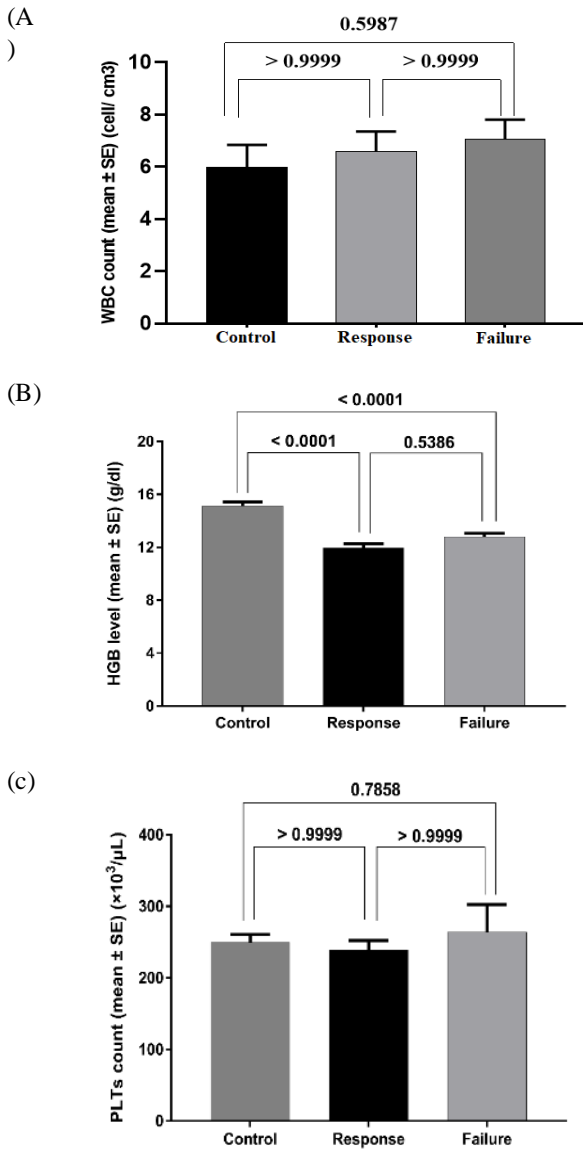 (A
)
0.5987
> 0.9999 > 0.9999
WBC count (mean ± SE) (cell/ cm3)
10
8
6
4
2
0
Control Response Failure
(B)
< 0.0001
< 0.0001 0.5386
HGB level (mean ± SE) (g/dl)
20
16
12
8
4
0
Control Response Failure
(c)
0.7858
> 0.9999 > 0.9999
PLTs count (mean ± SE) (×10³/µL)
400
300
200
100
0
Control Response Failure